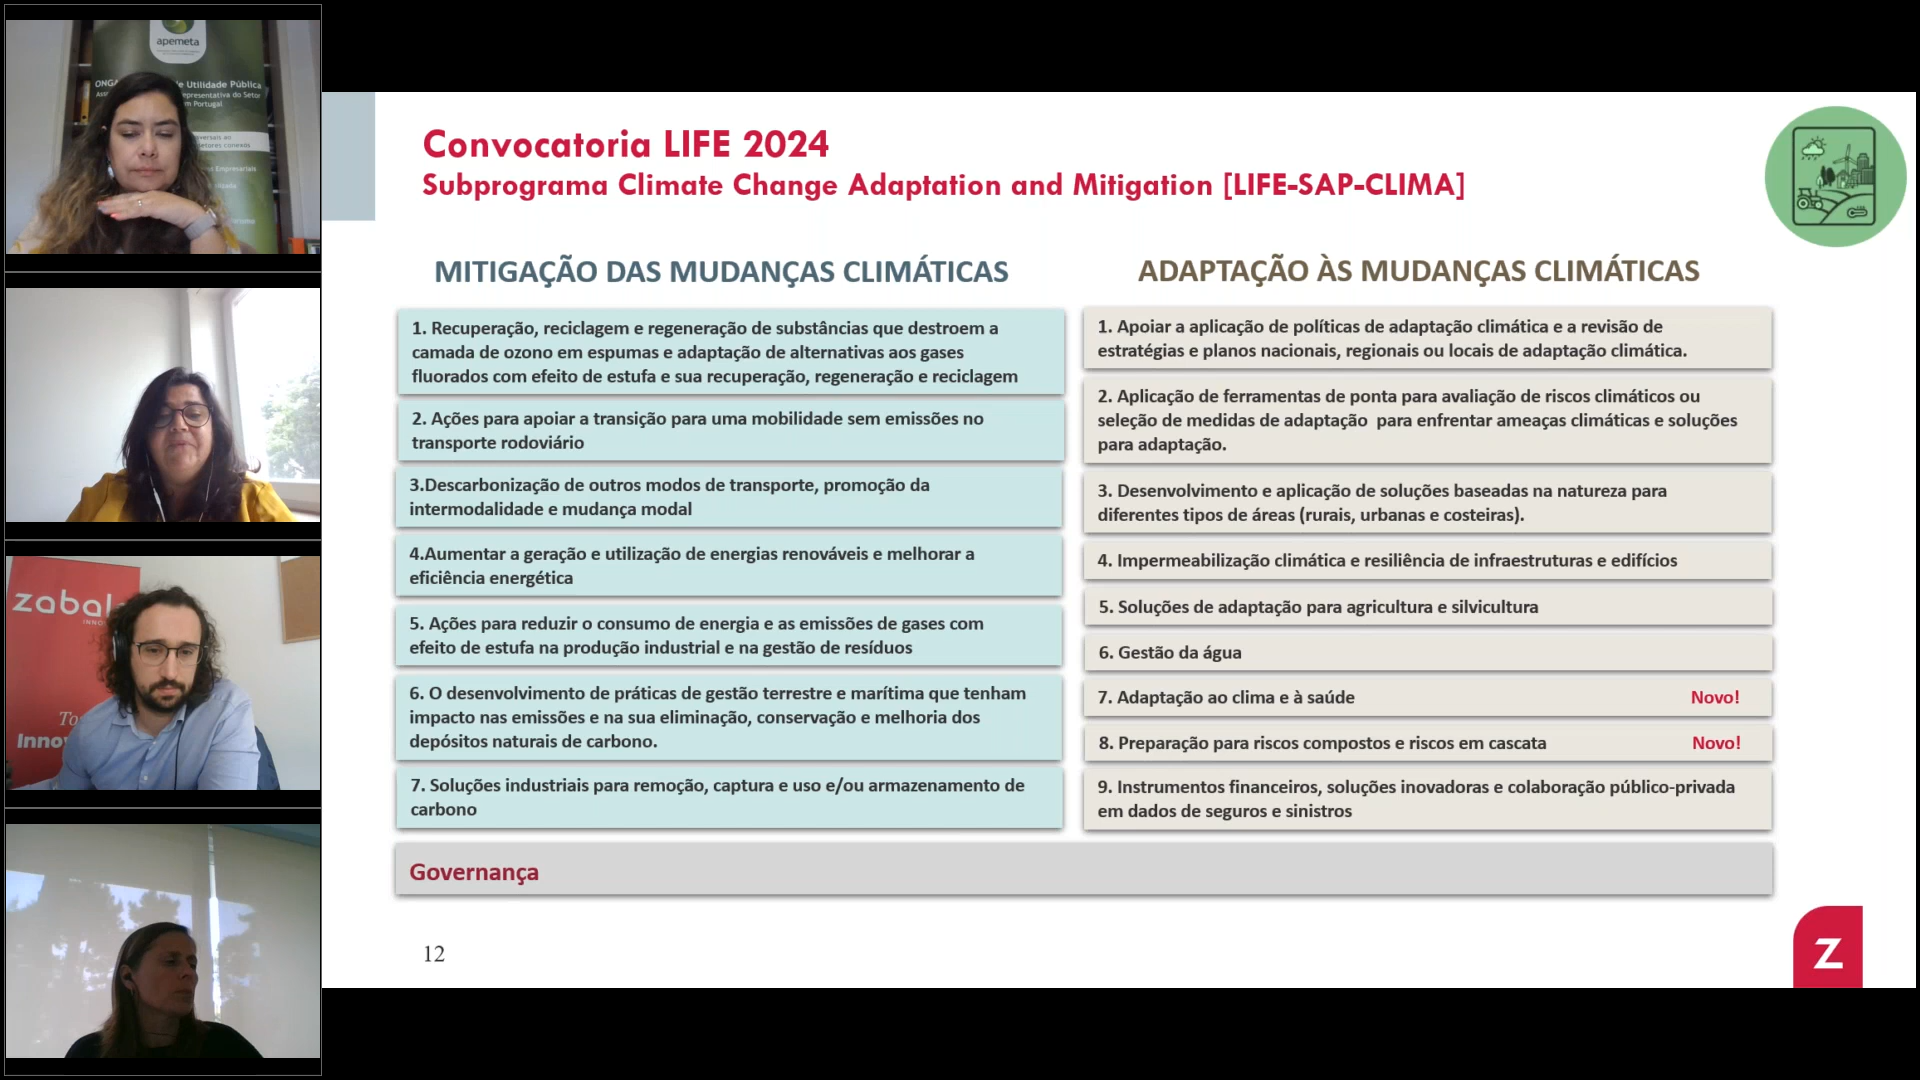 apemeta
ONGA
de Utilidade Pública
epresentativa do Setor
m Portugal
zabal
INNO
To
Inno
Convocatoria LIFE 2024
Subprograma Climate Change Adaptation and Mitigation [LIFE-SAP-CLIMA]
MITIGAÇÃO DAS MUDANÇAS CLIMÁTICAS
1. Recuperação, reciclagem e regeneração de substâncias que destroem a
camada de ozono em espumas e adaptação de alternativas aos gases
fluorados com efeito de estufa e sua recuperação, regeneração e reciclagem
2. Ações para apoiar a transição para uma mobilidade sem emissões no
transporte rodoviário
3.Descarbonização de outros modos de transporte, promoção da
intermodalidade e mudança modal
4.Aumentar a geração e utilização de energias renováveis e melhorar a
eficiência energética
5. Ações para reduzir o consumo de energia e as emissões de gases com
efeito de estufa na produção industrial e na gestão de resíduos
6. O desenvolvimento de práticas de gestão terrestre e marítima que tenham
impacto nas emissões e na sua eliminação, conservação e melhoria dos
depósitos naturais de carbono.
7. Soluções industriais para remoção, captura e uso e/ou armazenamento de
carbono
ADAPTAÇÃO ÀS MUDANÇAS CLIMÁTICAS
1. Apoiar a aplicação de políticas de adaptação climática e a revisão de
estratégias e planos nacionais, regionais ou locais de adaptação climática.
2. Aplicação de ferramentas de ponta para avaliação de riscos climáticos ou
seleção de medidas de adaptação para enfrentar ameaças climáticas e soluções
para adaptação.
3. Desenvolvimento e aplicação de soluções baseadas na natureza para
diferentes tipos de áreas (rurais, urbanas e costeiras).
4. Impermeabilização climática e resiliência de infraestruturas e edifícios
5. Soluções de adaptação para agricultura e silvicultura
6. Gestão da água
7. Adaptação ao clima e à saúde Novo!
8. Preparação para riscos compostos e riscos em cascata Novo!
9. Instrumentos financeiros, soluções inovadoras e colaboração público-privada
em dados de seguros e sinistros
Governança
12
z